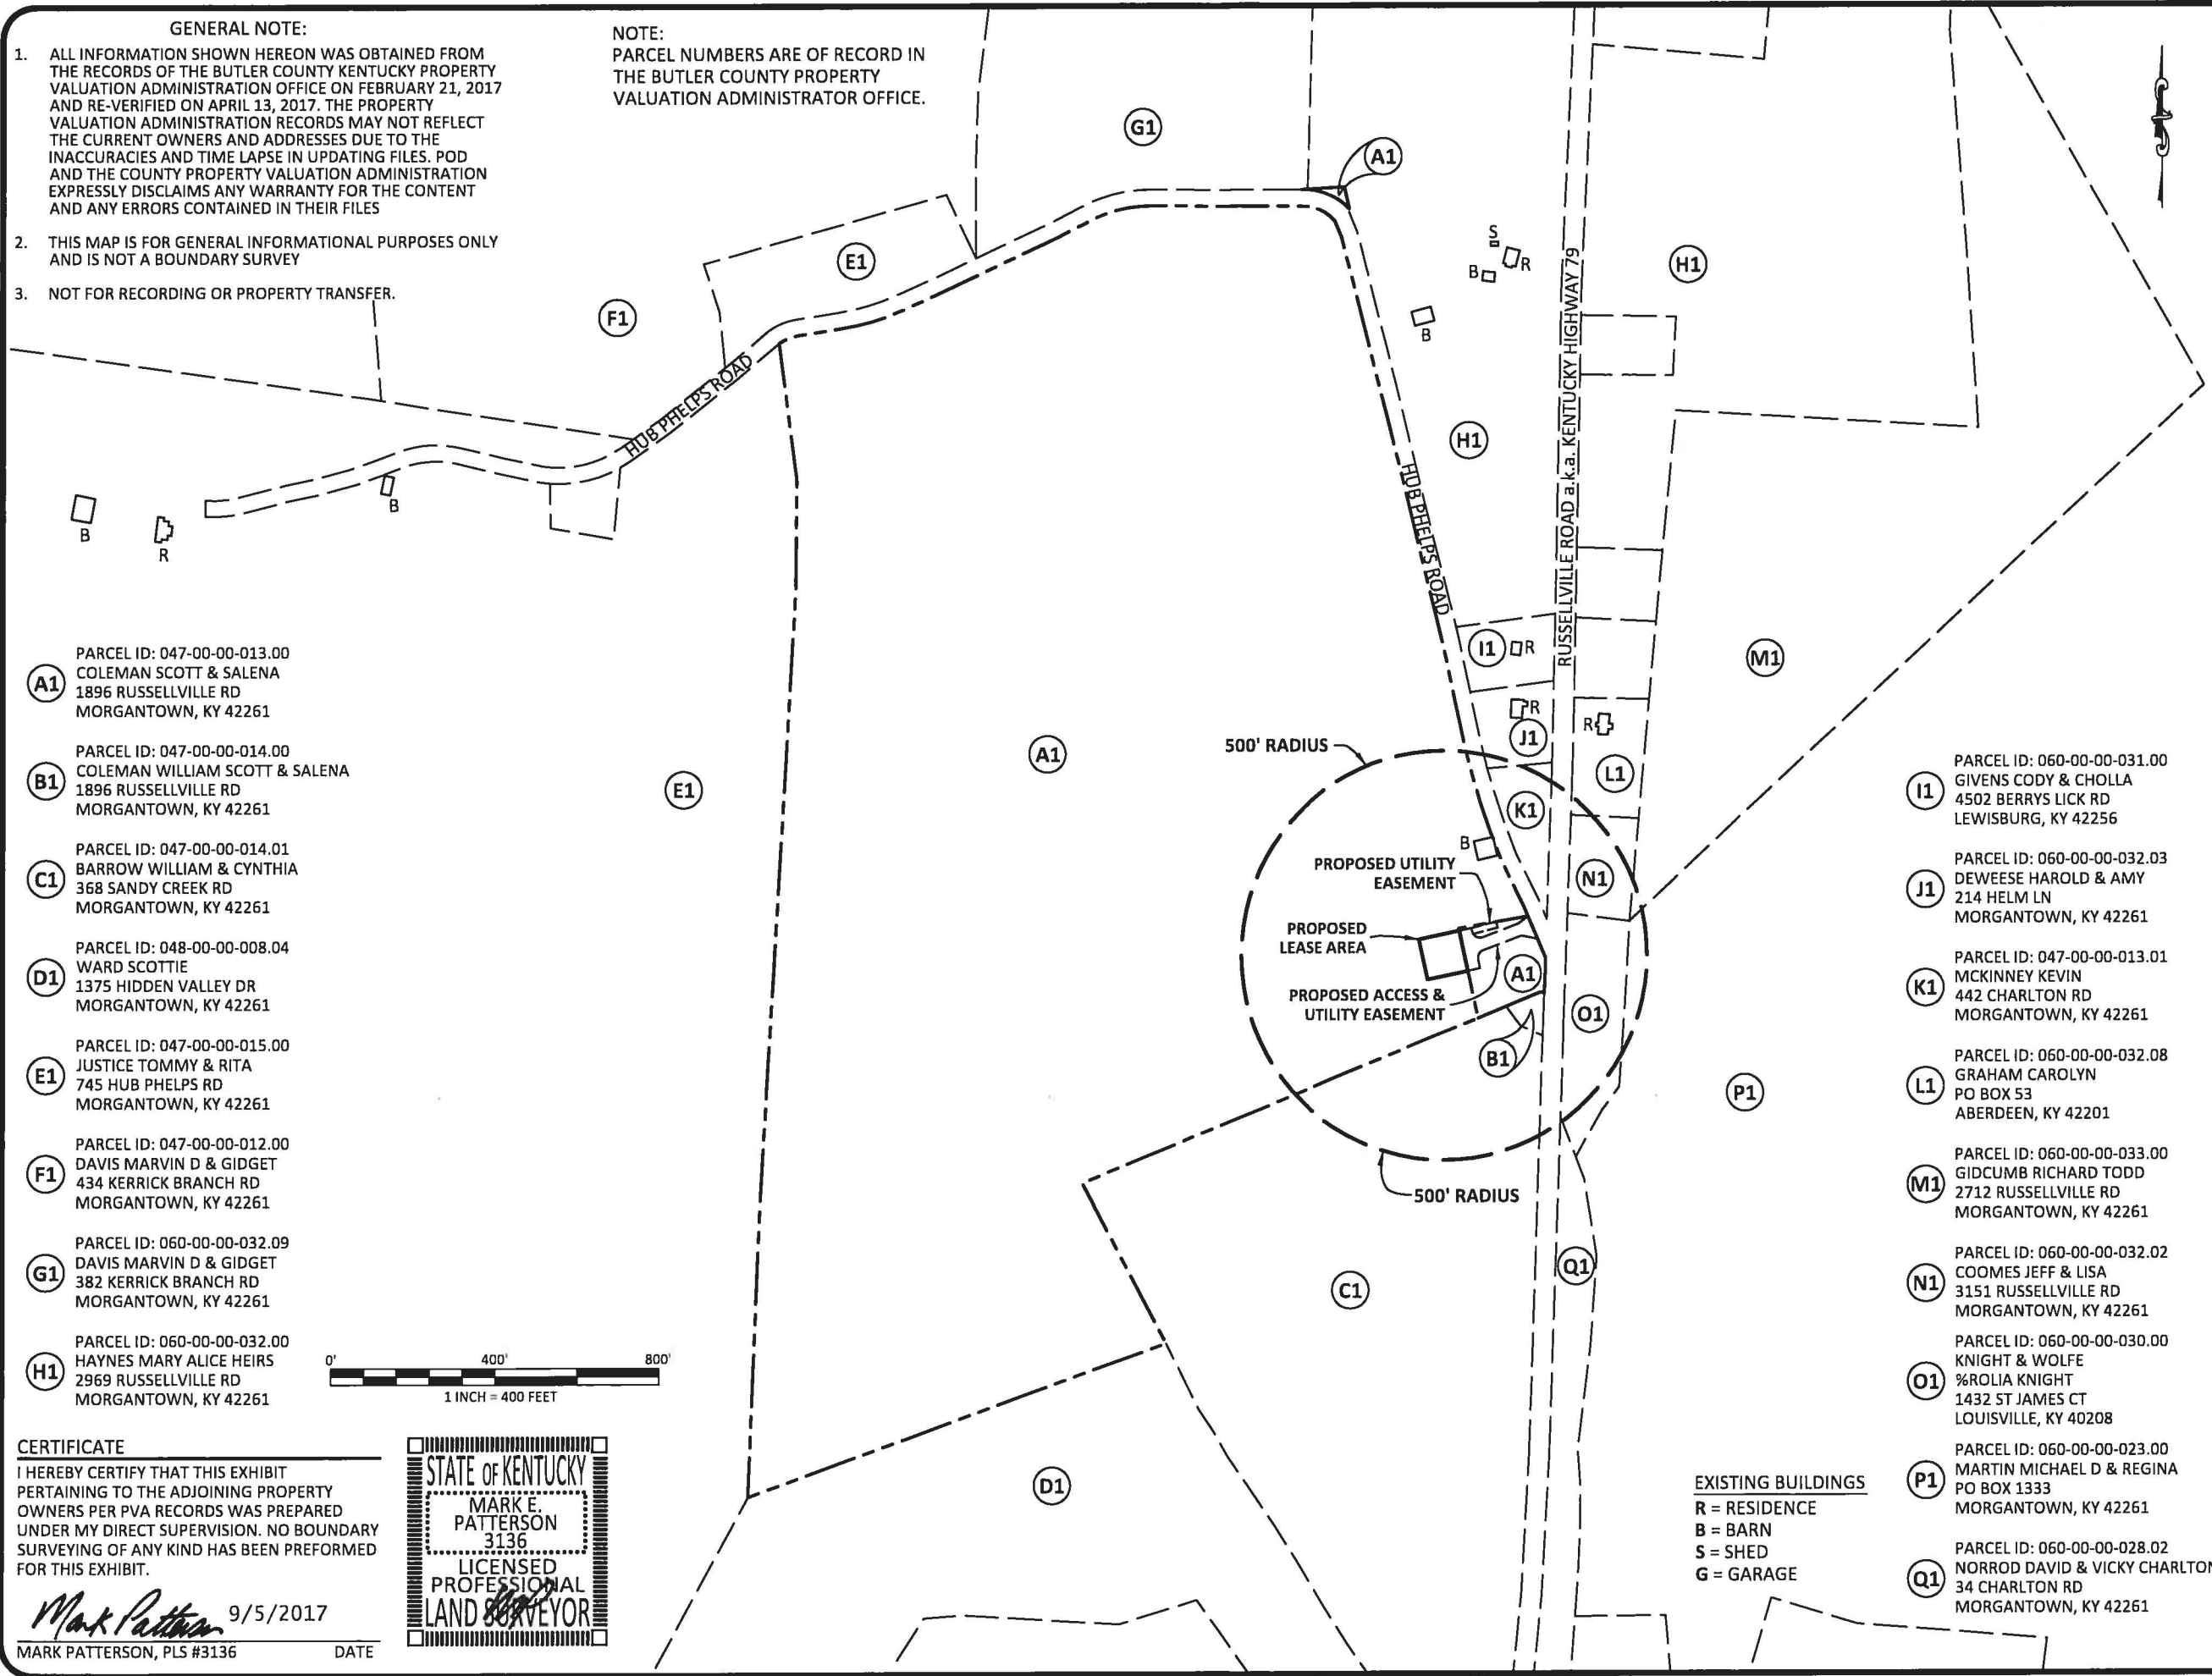 GENERAL NOTE:
1. ALL INFORMATION SHOWN HEREON WAS OBTAINED FROM
THE RECORDS OF THE BUTLER COUNTY KENTUCKY PROPERTY
VALUATION ADMINISTRATION OFFICE ON FEBRUARY 21, 2017
AND RE-VERIFIED ON APRIL 13, 2017. THE PROPERTY
VALUATION ADMINISTRATION RECORDS MAY NOT REFLECT
THE CURRENT OWNERS AND ADDRESSES DUE TO THE
INACCURACIES AND TIME LAPSE IN UPDATING FILES. POD
AND THE COUNTY PROPERTY VALUATION ADMINISTRATION
EXPRESSLY DISCLAIMS ANY WARRANTY FOR THE CONTENT
AND ANY ERRORS CONTAINED IN THEIR FILES
2. THIS MAP IS FOR GENERAL INFORMATIONAL PURPOSES ONLY
AND IS NOT A BOUNDARY SURVEY
3. NOT FOR RECORDING OR PROPERTY TRANSFER.
NOTE:
PARCEL NUMBERS ARE OF RECORD IN
THE BUTLER COUNTY PROPERTY
VALUATION ADMINISTRATOR OFFICE.
G1
A1
E1
F1
S
R
B
B
H1
H1
HUB PHELPS ROAD
HUB PHELPS ROAD
RUSSELLVILLE ROAD a.k.a. KENTUCKY HIGHWAY 79
B
R
B
I1
R
M1
R
J1
R
L1
A1
E1
500' RADIUS
K1
B
N1
PROPOSED UTILITY
EASEMENT
PROPOSED
LEASE AREA
A1
PROPOSED ACCESS &
UTILITY EASEMENT
O1
B1
P1
500' RADIUS
C1
Q1
D1
A1
PARCEL ID: 047-00-00-013.00
COLEMAN SCOTT & SALENA
1896 RUSSELLVILLE RD
MORGANTOWN, KY 42261
B1
PARCEL ID: 047-00-00-014.00
COLEMAN WILLIAM SCOTT & SALENA
1896 RUSSELLVILLE RD
MORGANTOWN, KY 42261
C1
PARCEL ID: 047-00-00-014.01
BARROW WILLIAM & CYNTHIA
368 SANDY CREEK RD
MORGANTOWN, KY 42261
D1
PARCEL ID: 048-00-00-008.04
WARD SCOTTIE
1375 HIDDEN VALLEY DR
MORGANTOWN, KY 42261
E1
PARCEL ID: 047-00-00-015.00
JUSTICE TOMMY & RITA
745 HUB PHELPS RD
MORGANTOWN, KY 42261
F1
PARCEL ID: 047-00-00-012.00
DAVIS MARVIN D & GIDGET
434 KERRICK BRANCH RD
MORGANTOWN, KY 42261
G1
PARCEL ID: 060-00-00-032.09
DAVIS MARVIN D & GIDGET
382 KERRICK BRANCH RD
MORGANTOWN, KY 42261
H1
PARCEL ID: 060-00-00-032.00
HAYNES MARY ALICE HEIRS
2969 RUSSELLVILLE RD
MORGANTOWN, KY 42261
I1
PARCEL ID: 060-00-00-031.00
GIVENS CODY & CHOLLA
4502 BERRYS LICK RD
LEWISBURG, KY 42256
J1
PARCEL ID: 060-00-00-032.03
DEWEESE HAROLD & AMY
214 HELM LN
MORGANTOWN, KY 42261
K1
PARCEL ID: 047-00-00-013.01
MCKINNEY KEVIN
442 CHARLTON RD
MORGANTOWN, KY 42261
L1
PARCEL ID: 060-00-00-032.08
GRAHAM CAROLYN
PO BOX 53
ABERDEEN, KY 42201
M1
PARCEL ID: 060-00-00-033.00
GIDCUMB RICHARD TODD
2712 RUSSELLVILLE RD
MORGANTOWN, KY 42261
N1
PARCEL ID: 060-00-00-032.02
COOMES JEFF & LISA
3151 RUSSELLVILLE RD
MORGANTOWN, KY 42261
O1
PARCEL ID: 060-00-00-030.00
KNIGHT & WOLFE
%ROLIA KNIGHT
1432 ST JAMES CT
LOUISVILLE, KY 40208
P1
PARCEL ID: 060-00-00-023.00
MARTIN MICHAEL D & REGINA
PO BOX 1333
MORGANTOWN, KY 42261
Q1
PARCEL ID: 060-00-00-028.02
NORROD DAVID & VICKY CHARLTON
34 CHARLTON RD
MORGANTOWN, KY 42261
0' 400' 800'
1 INCH = 400 FEET
CERTIFICATE
I HEREBY CERTIFY THAT THIS EXHIBIT
PERTAINING TO THE ADJOINING PROPERTY
OWNERS PER PVA RECORDS WAS PREPARED
UNDER MY DIRECT SUPERVISION. NO BOUNDARY
SURVEYING OF ANY KIND HAS BEEN PREFORMED
FOR THIS EXHIBIT.
Mark Patterson 9/5/2017
MARK PATTERSON, PLS #3136 DATE
STATE OF KENTUCKY
MARK E.
PATTERSON
3136
LICENSED
PROFESSIONAL
LAND SURVEYOR
EXISTING BUILDINGS
R = RESIDENCE
B = BARN
S = SHED
G = GARAGE